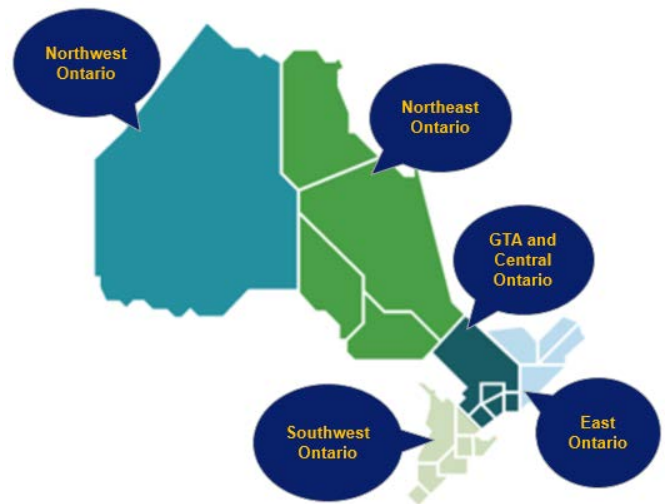 Northwest
Ontario
Northeast
Ontario
GTA and
Central
Ontario
Southwest
Ontario
East
Ontario